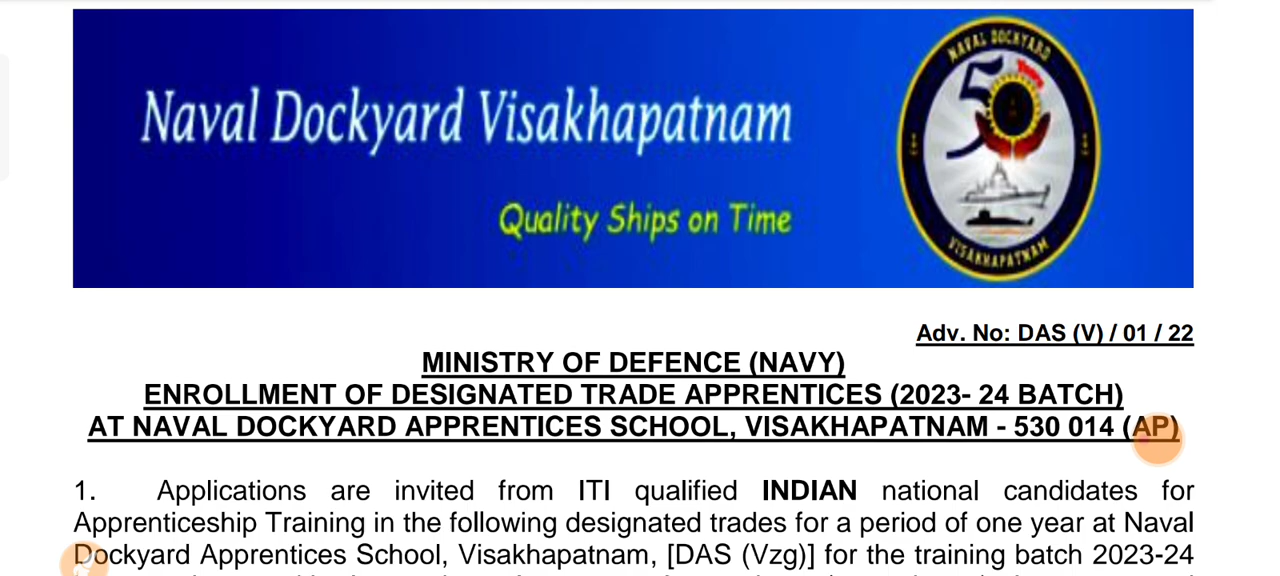 Naval Dockyard Visakhapatnam
Quality Ships on Time
NAVAL DOCKYARD
50
VISAKHAPATNAM
Adv. No: DAS (V) / 01 / 22
MINISTRY OF DEFENCE (NAVY)
ENROLLMENT OF DESIGNATED TRADE APPRENTICES (2023- 24 BATCH)
AT NAVAL DOCKYARD APPRENTICES SCHOOL, VISAKHAPATNAM - 530 014 (AP)
1. Applications are invited from ITI qualified INDIAN national candidates for
Apprenticeship Training in the following designated trades for a period of one year at Naval
Dockyard Apprentices School, Visakhapatnam, [DAS (Vzg)] for the training batch 2023-24